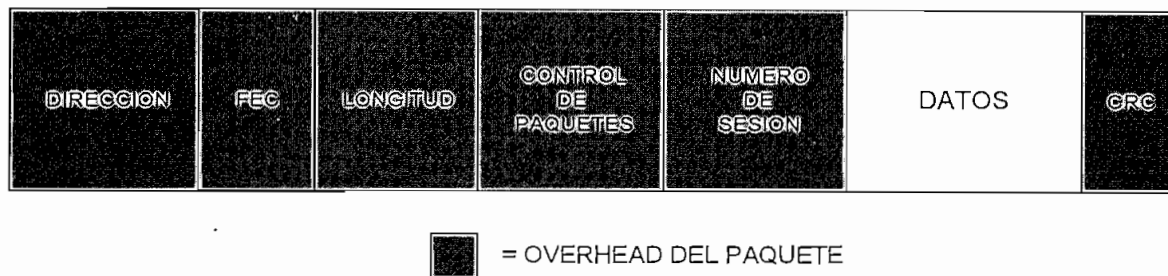 DIRECCION
FEC
LONGITUD
CONTROL
DE
PAQUETES
NUMERO
DE
SESION
DATOS
CRC
= OVERHEAD DEL PAQUETE